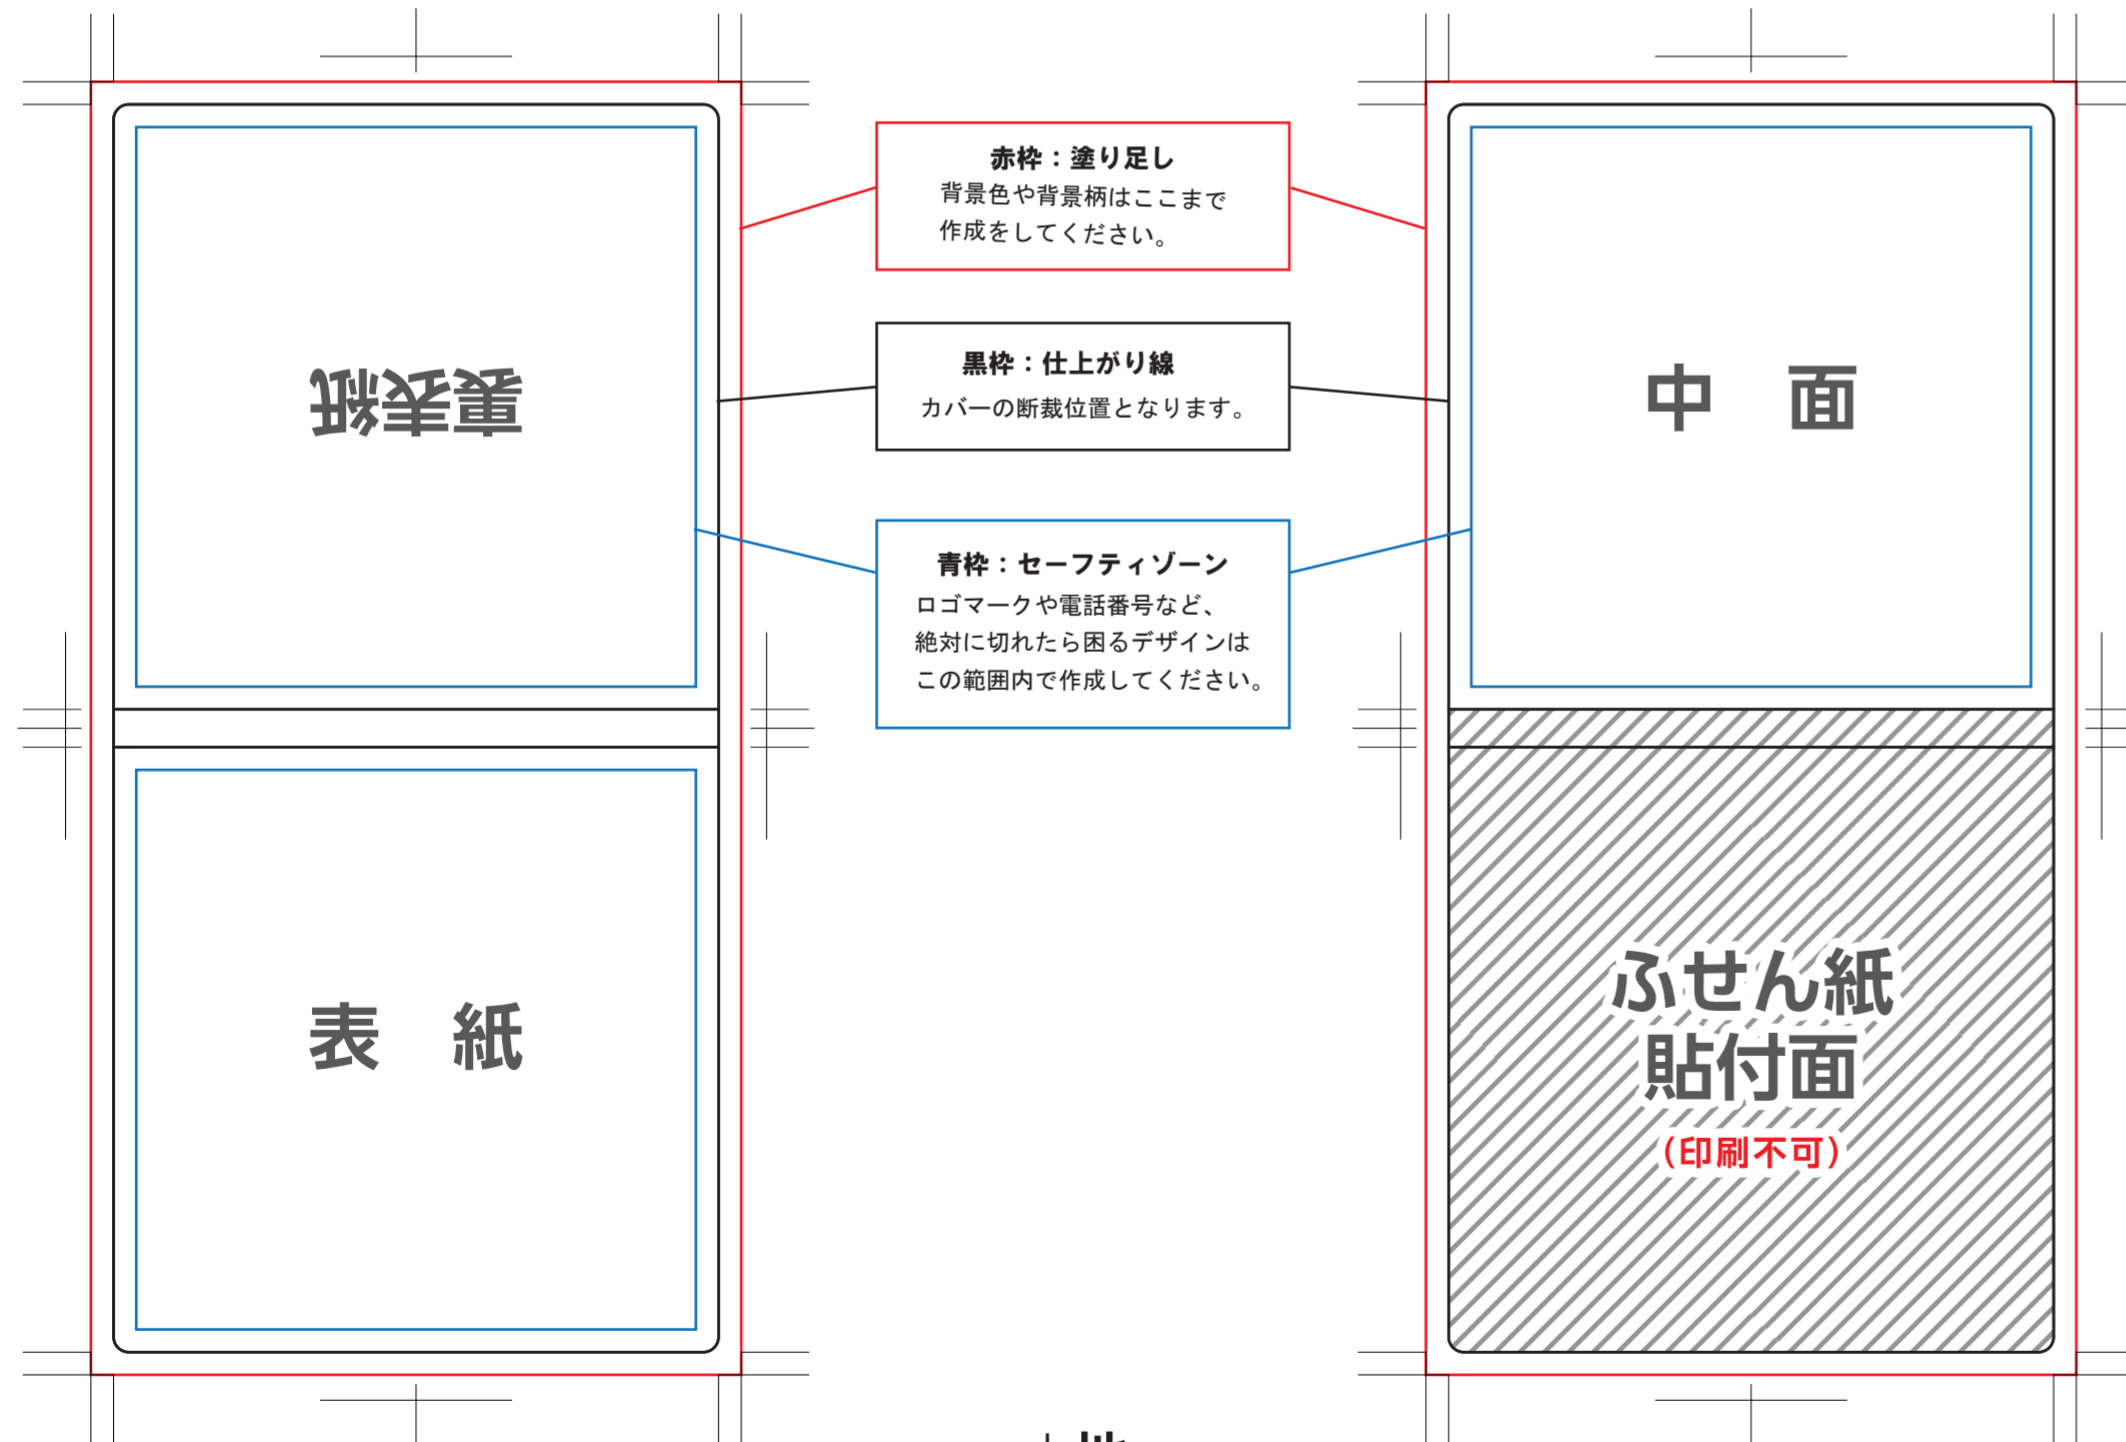 裏表紙
表　紙
赤枠：塗り足し
背景色や背景柄はここまで
作成をしてください。
黒枠：仕上がり線
カバーの断裁位置となります。
青枠：セーフティゾーン
ロゴマークや電話番号など、
絶対に切れたら困るデザインは
この範囲内で作成してください。
中　面
ふせん紙
貼付面
（印刷不可）